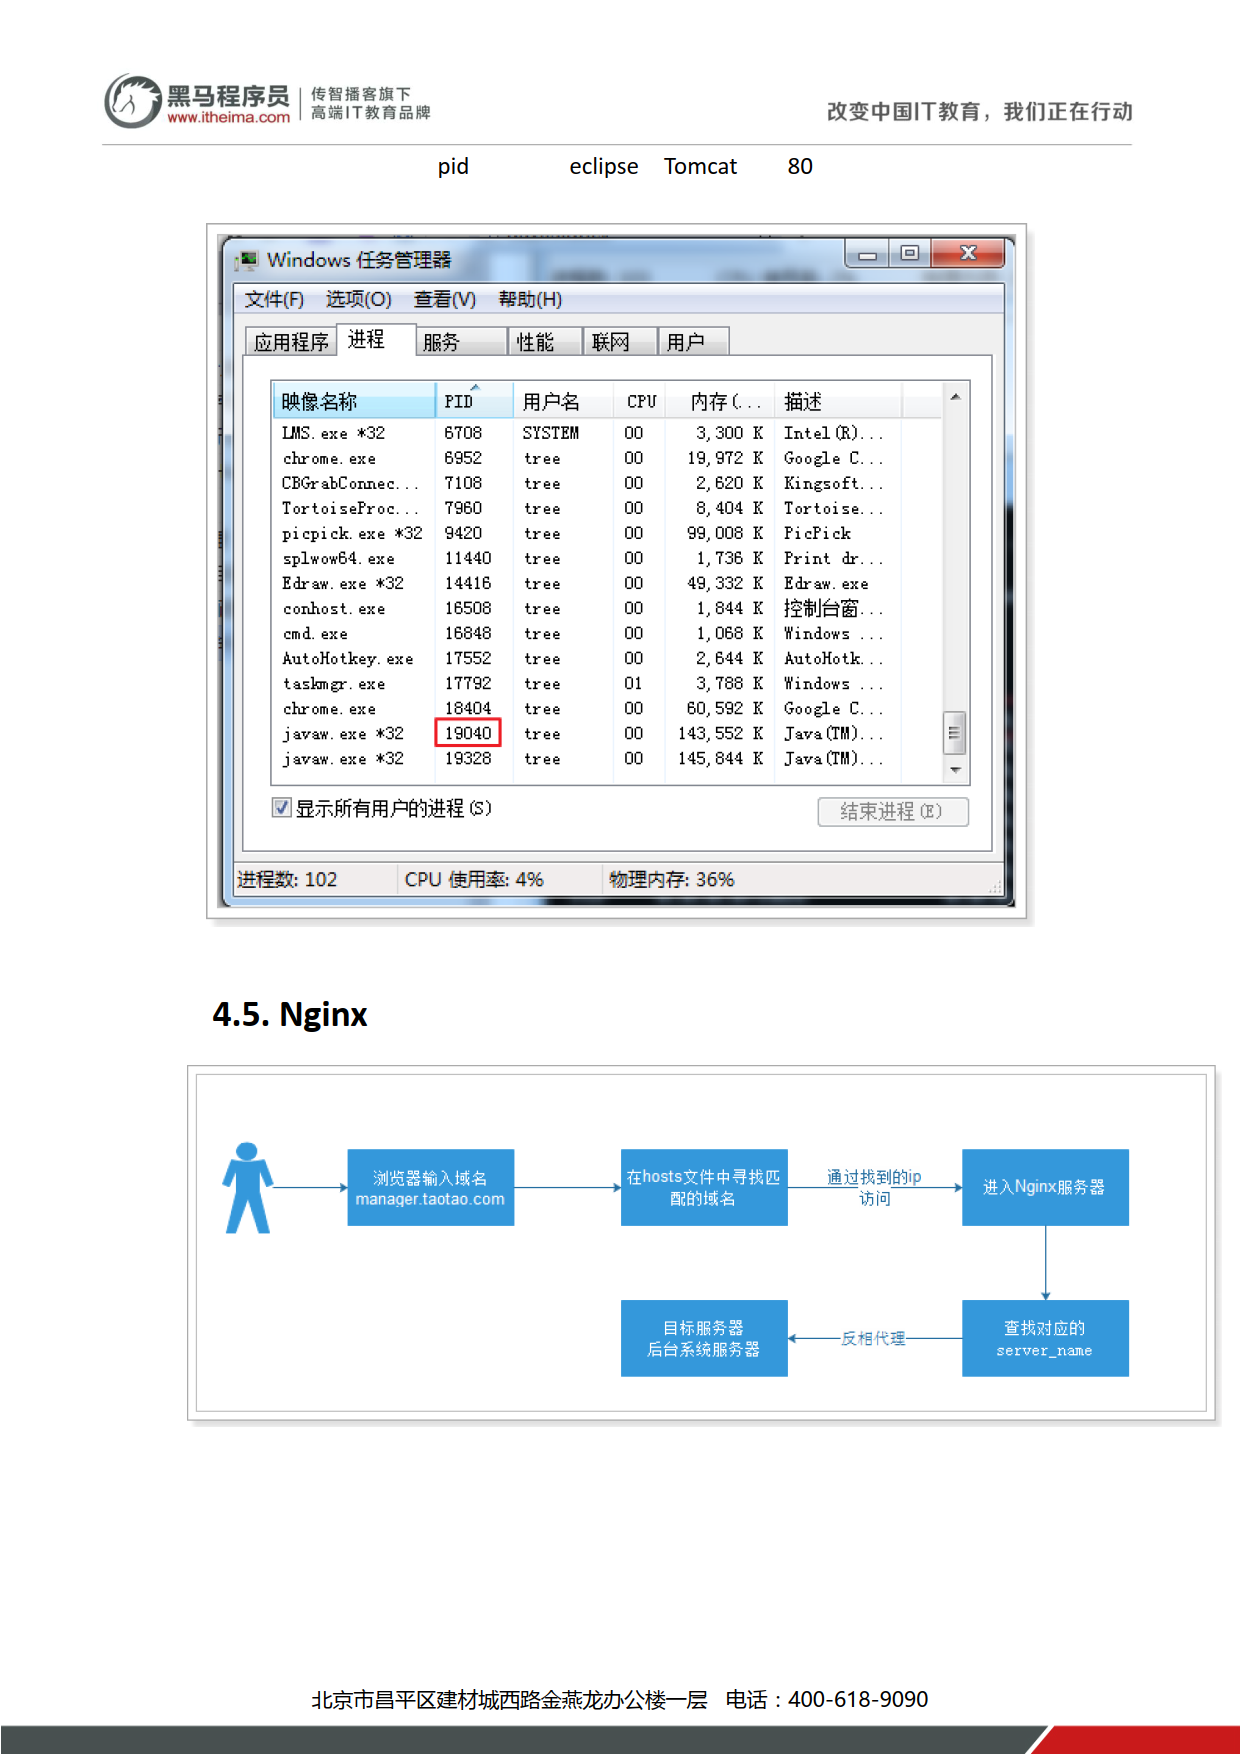 黑马程序员
www.itheima.com
传智播客旗下
高端IT教育品牌
改变中国IT教育，我们正在行动
pid eclipse Tomcat 80
Windows 任务管理器
文件(F) 选项(O) 查看(V) 帮助(H)
应用程序 进程 服务 性能 联网 用户
映像名称 PID 用户名 CPU 内存(... 描述
LMS.exe *32 6708 SYSTEM 00 3,300 K Intel(R)...
chrome.exe 6952 tree 00 19,972 K Google C...
CBGrabConnec... 7108 tree 00 2,620 K Kingsoft...
TortoiseProc... 7960 tree 00 8,404 K Tortoise...
picpick.exe *32 9420 tree 00 99,008 K PicPick
splwow64.exe 11440 tree 00 1,736 K Print dr...
Edraw.exe *32 14416 tree 00 49,332 K Edraw.exe
conhost.exe 16508 tree 00 1,844 K 控制台窗...
cmd.exe 16848 tree 00 1,068 K Windows ...
AutoHotkey.exe 17552 tree 00 2,644 K AutoHotk...
taskmgr.exe 17792 tree 01 3,788 K Windows ...
chrome.exe 18404 tree 00 60,592 K Google C...
javaw.exe *32 19040 tree 00 143,552 K Java(TM)...
javaw.exe *32 19328 tree 00 145,844 K Java(TM)...
显示所有用户的进程(S) 结束进程(E)
进程数: 102 CPU 使用率: 4% 物理内存: 36%
4.5. Nginx
浏览器输入域名
manager.taotao.com
在hosts文件中寻找匹
配的域名
通过找到的ip
访问
进入Nginx服务器
目标服务器
后台系统服务器
反相代理
查找对应的
server_name
北京市昌平区建材城西路金燕龙办公楼一层 电话：400-618-9090